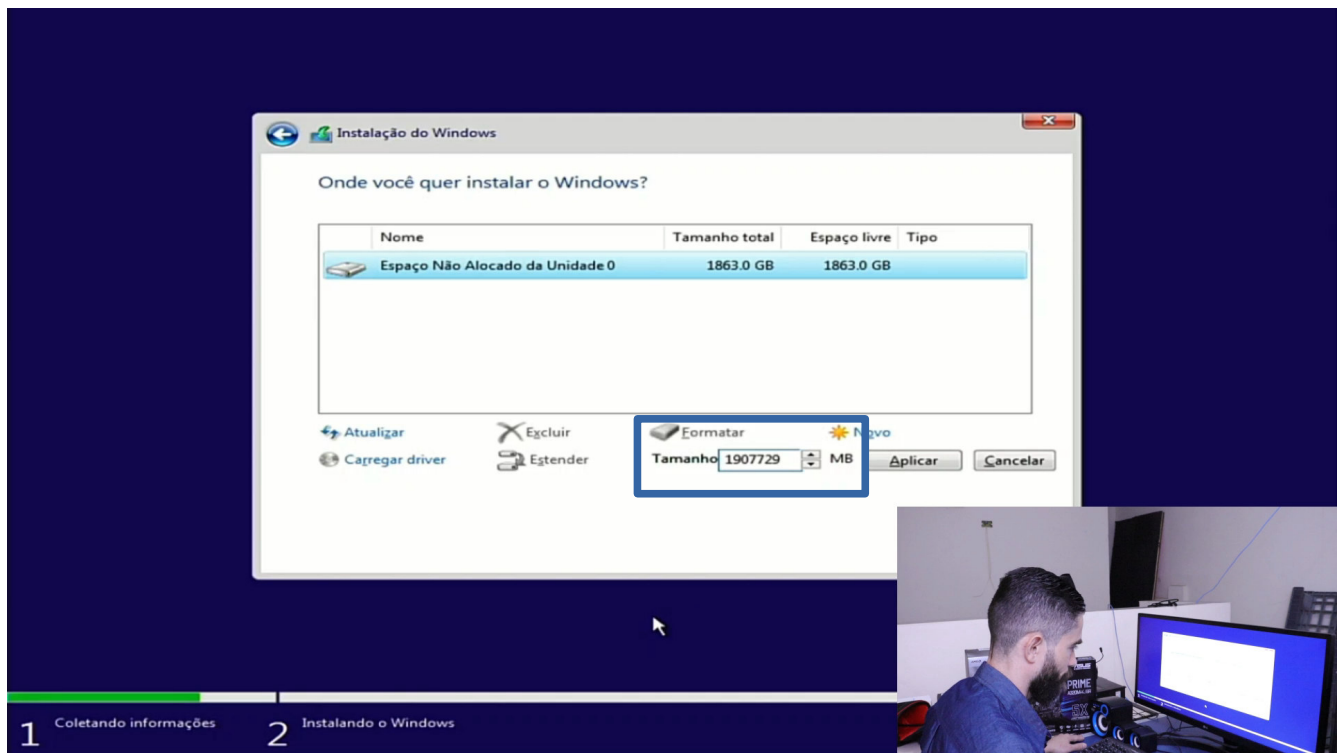 Instalação do Windows
Onde você quer instalar o Windows?
Nome Tamanho total Espaço livre Tipo
Espaço Não Alocado da Unidade 0 1863.0 GB 1863.0 GB
Atualizar Excluir Formatar Novo
Carregar driver Estender Tamanho 1907729 MB Aplicar Cancelar
PRIME
1 Coletando informações 2 Instalando o Windows